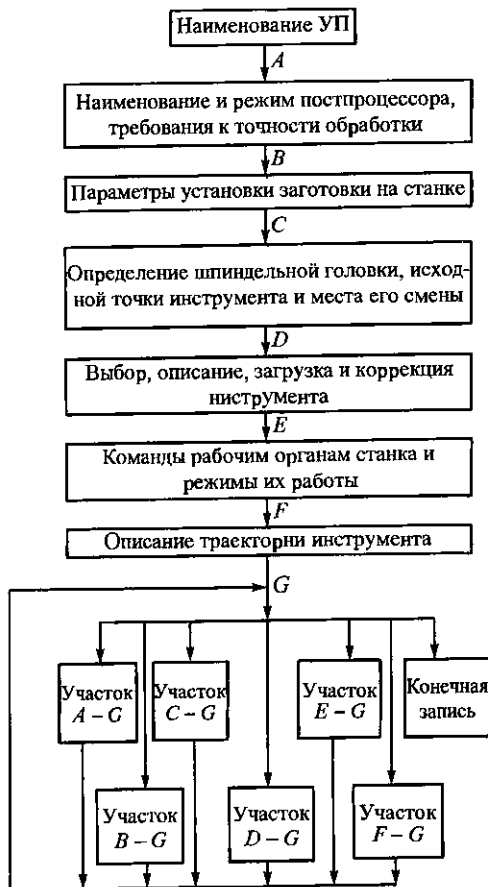 Наименование УП
A
Наименование и режим постпроцессора,
требования к точности обработки
B
Параметры установки заготовки на станке
C
Определение шпиндельной головки, исход-
ной точки инструмента и места его смены
D
Выбор, описание, загрузка и коррекция
ниструмента
E
Команды рабочим органам станка и
режимы их работы
F
Описание траекторни инструмента
G
Участок
A – G
Участок
C – G
Участок
E – G
Конечная
запись
Участок
B – G
Участок
D – G
Участок
F – G